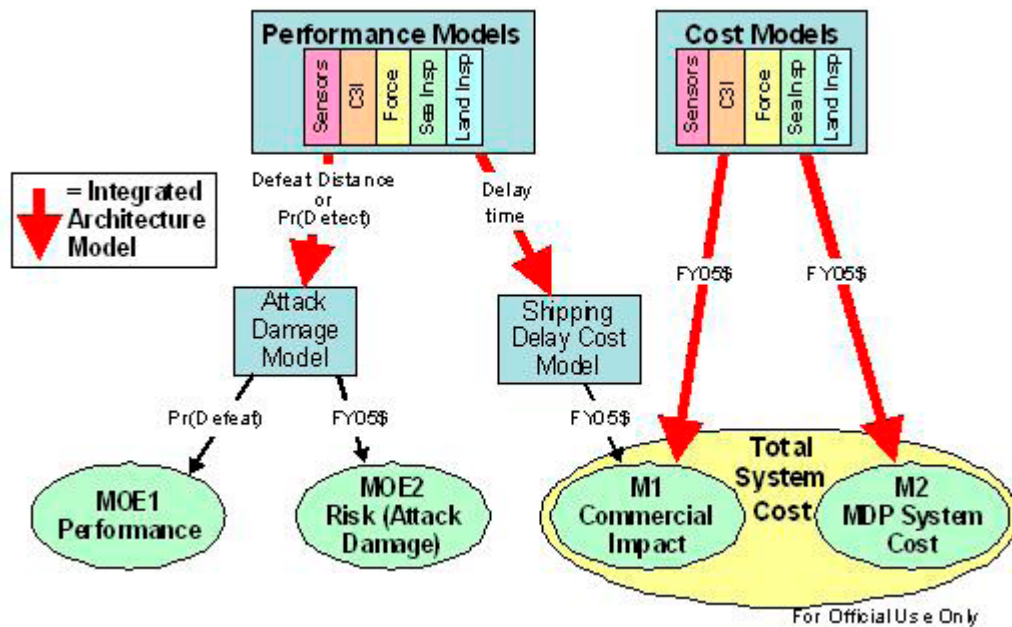 Performance Models
Sensors
C3I
Force
Sea Insp
Land Insp
Cost Models
Sensors
C3I
Force
Sea Insp
Land Insp
= Integrated
Architecture
Model
Defeat Distance
or
Pr(Detect)
Delay
time
FY05$
FY05$
Attack
Damage
Model
Shipping
Delay Cost
Model
Pr(Defeat)
FY05$
FY05$
Total
System
Cost
MOE1
Performance
MOE2
Risk (Attack
Damage)
M1
Commercial
Impact
M2
MDP System
Cost
For Official Use Only